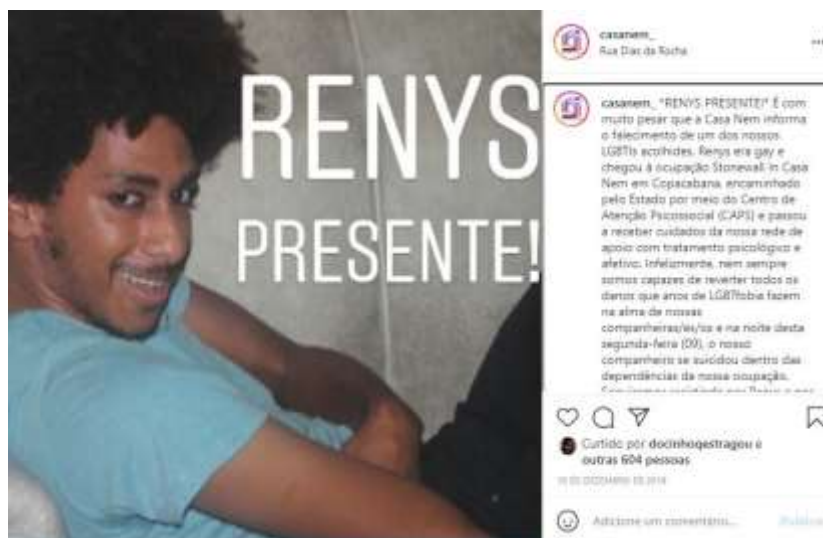 RENYS
PRESENTE!
casanem_
Rua Dias da Rocha
casanem_ *RENYS PRESENTE!* É com
muito pesar que a Casa Nem informa
o falecimento de um dos nossos
LGBTIs acolhides. Renys era gay e
chegou à ocupação Stonewall In Casa
Nem em Copacabana, encaminhado
pelo Estado por meio do Centro de
Atenção Psicossocial (CAPS) e passou
a receber cuidados da nossa rede de
apoio com tratamento psicológico e
afetivo. Infelizmente, nem sempre
somos capazes de reverter todos os
danos que anos de LGBTfobia fazem
na alma de nossas
companheiras/es/os e na noite desta
segunda-feira (09), o nosso
companheiro se suicidou dentro das
dependências da nossa ocupação.
Curtido por docinhoqestragou e
outras 604 pessoas
DE DEZEMBRO DE
Adicione um comentário...
Publicar